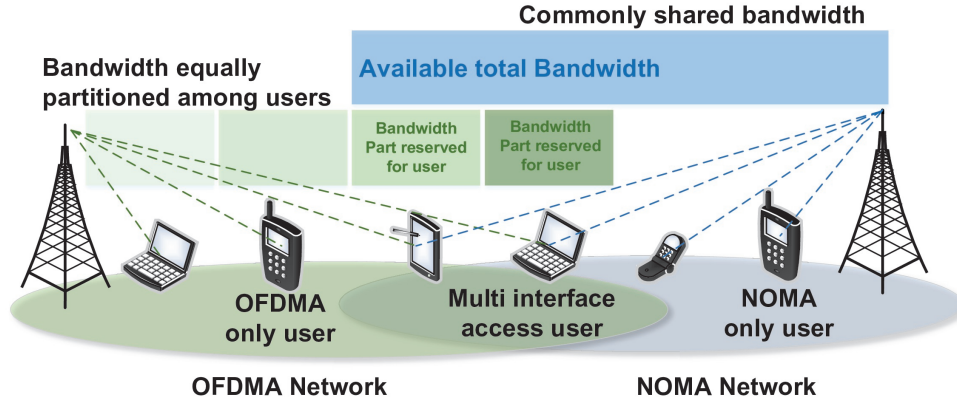 Commonly shared bandwidth
Available total Bandwidth
Bandwidth equally
partitioned among users
Bandwidth
Part reserved
for user
Bandwidth
Part reserved
for user
OFDMA
only user
Multi interface
access user
NOMA
only user
OFDMA Network
NOMA Network